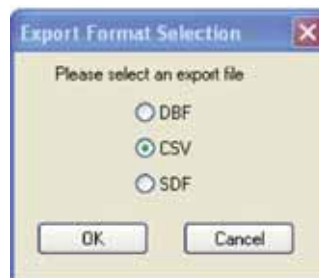 Export Format Selection
Please select an export file
DBF
CSV
SDF
OK Cancel